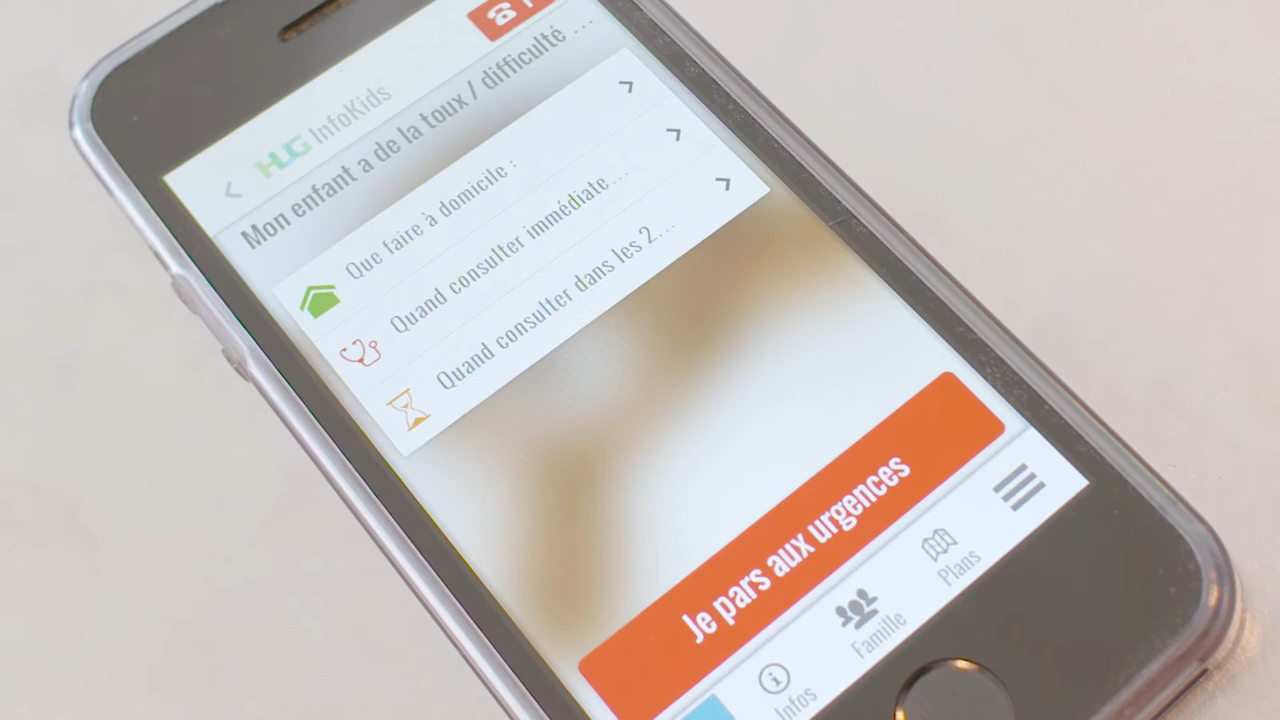 HUG InfoKids
Mon enfant a de la toux / difficulté ...
Que faire à domicile :
Quand consulter immédiate...
Quand consulter dans les 2...
Je pars aux urgences
Infos
Famille
Plans